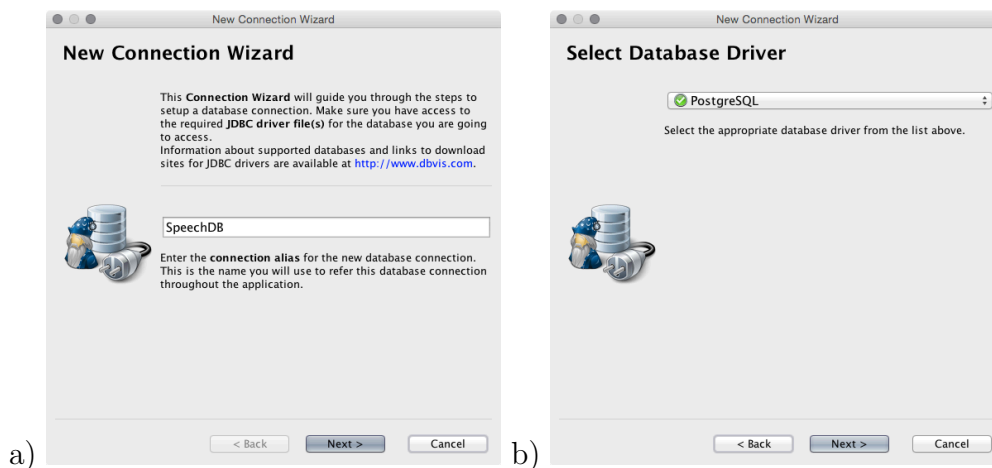 New Connection Wizard
New Connection Wizard
This Connection Wizard will guide you through the steps to
setup a database connection. Make sure you have access to
the required JDBC driver file(s) for the database you are going
to access.
Information about supported databases and links to download
sites for JDBC drivers are available at http://www.dbvis.com.
SpeechDB
Enter the connection alias for the new database connection.
This is the name you will use to refer this database connection
throughout the application.
< Back Next > Cancel
a)
New Connection Wizard
Select Database Driver
PostgreSQL
Select the appropriate database driver from the list above.
< Back Next > Cancel
b)